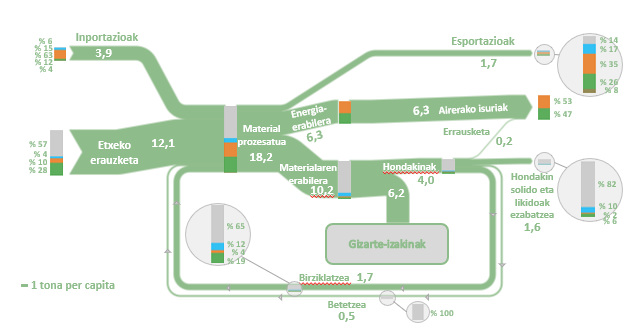 Inportazioak
3,9
% 6
% 15
% 63
% 12
% 4
Esportazioak
1,7
% 14
% 17
% 35
% 26
% 8
% 57
% 4
% 10
% 28
Etxeko
erauzketa
12,1
Material
prozesatua
18,2
Energia-
erabilera
6,3
6,3 Airerako isuriak
% 53
% 47
Errausketa
0,2
Materialaren
erabilera
10,2
Hondakinak
4,0
6,2
Hondakin
solido eta
likidoas
ezabatzea
1,6
% 82
% 10
% 2
% 6
Gizarte-izakinak
% 65
% 12
% 4
% 19
Birziklatzea 1,7
Betetzea
0,5
% 100
= 1 tona per capita